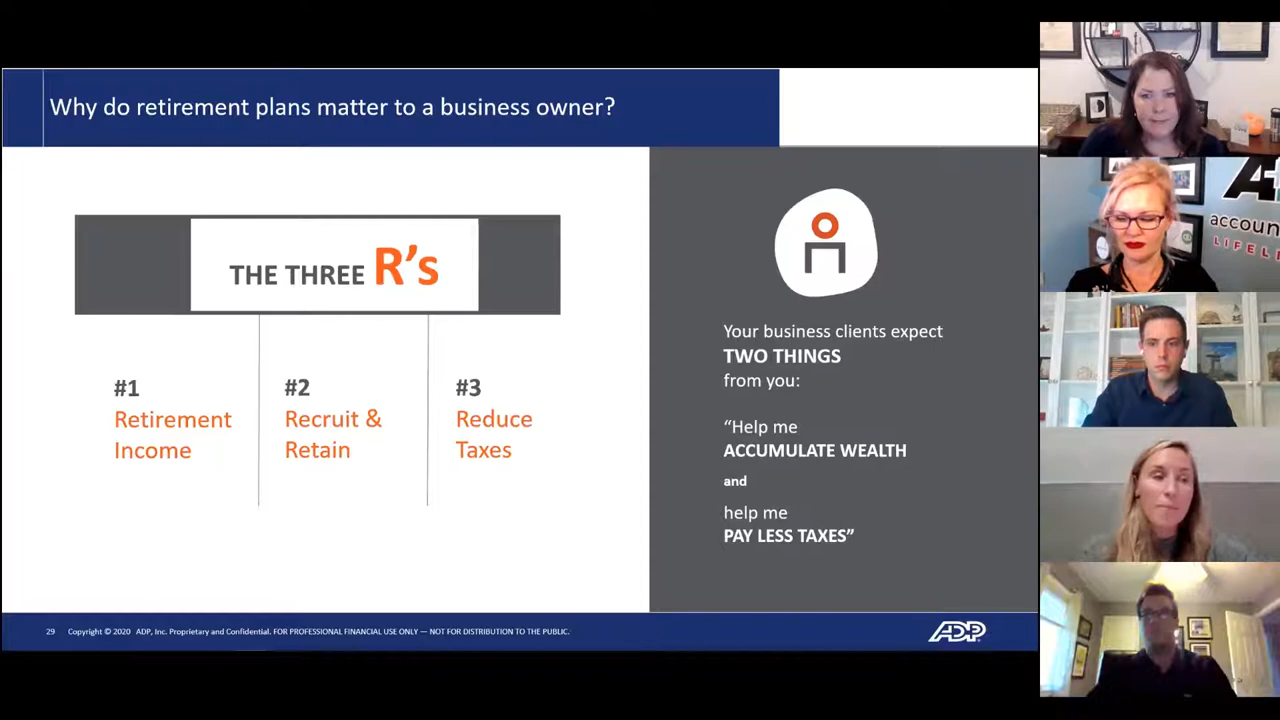 Why do retirement plans matter to a business owner?
THE THREE R’s
#1
Retirement
Income
#2
Recruit &
Retain
#3
Reduce
Taxes
Your business clients expect
TWO THINGS
from you:
“Help me
ACCUMULATE WEALTH
and
help me
PAY LESS TAXES”
29 Copyright © 2020 ADP, Inc. Proprietary and Confidential. FOR PROFESSIONAL FINANCIAL USE ONLY — NOT FOR DISTRIBUTION TO THE PUBLIC.
ADP
accoun
LIFELI